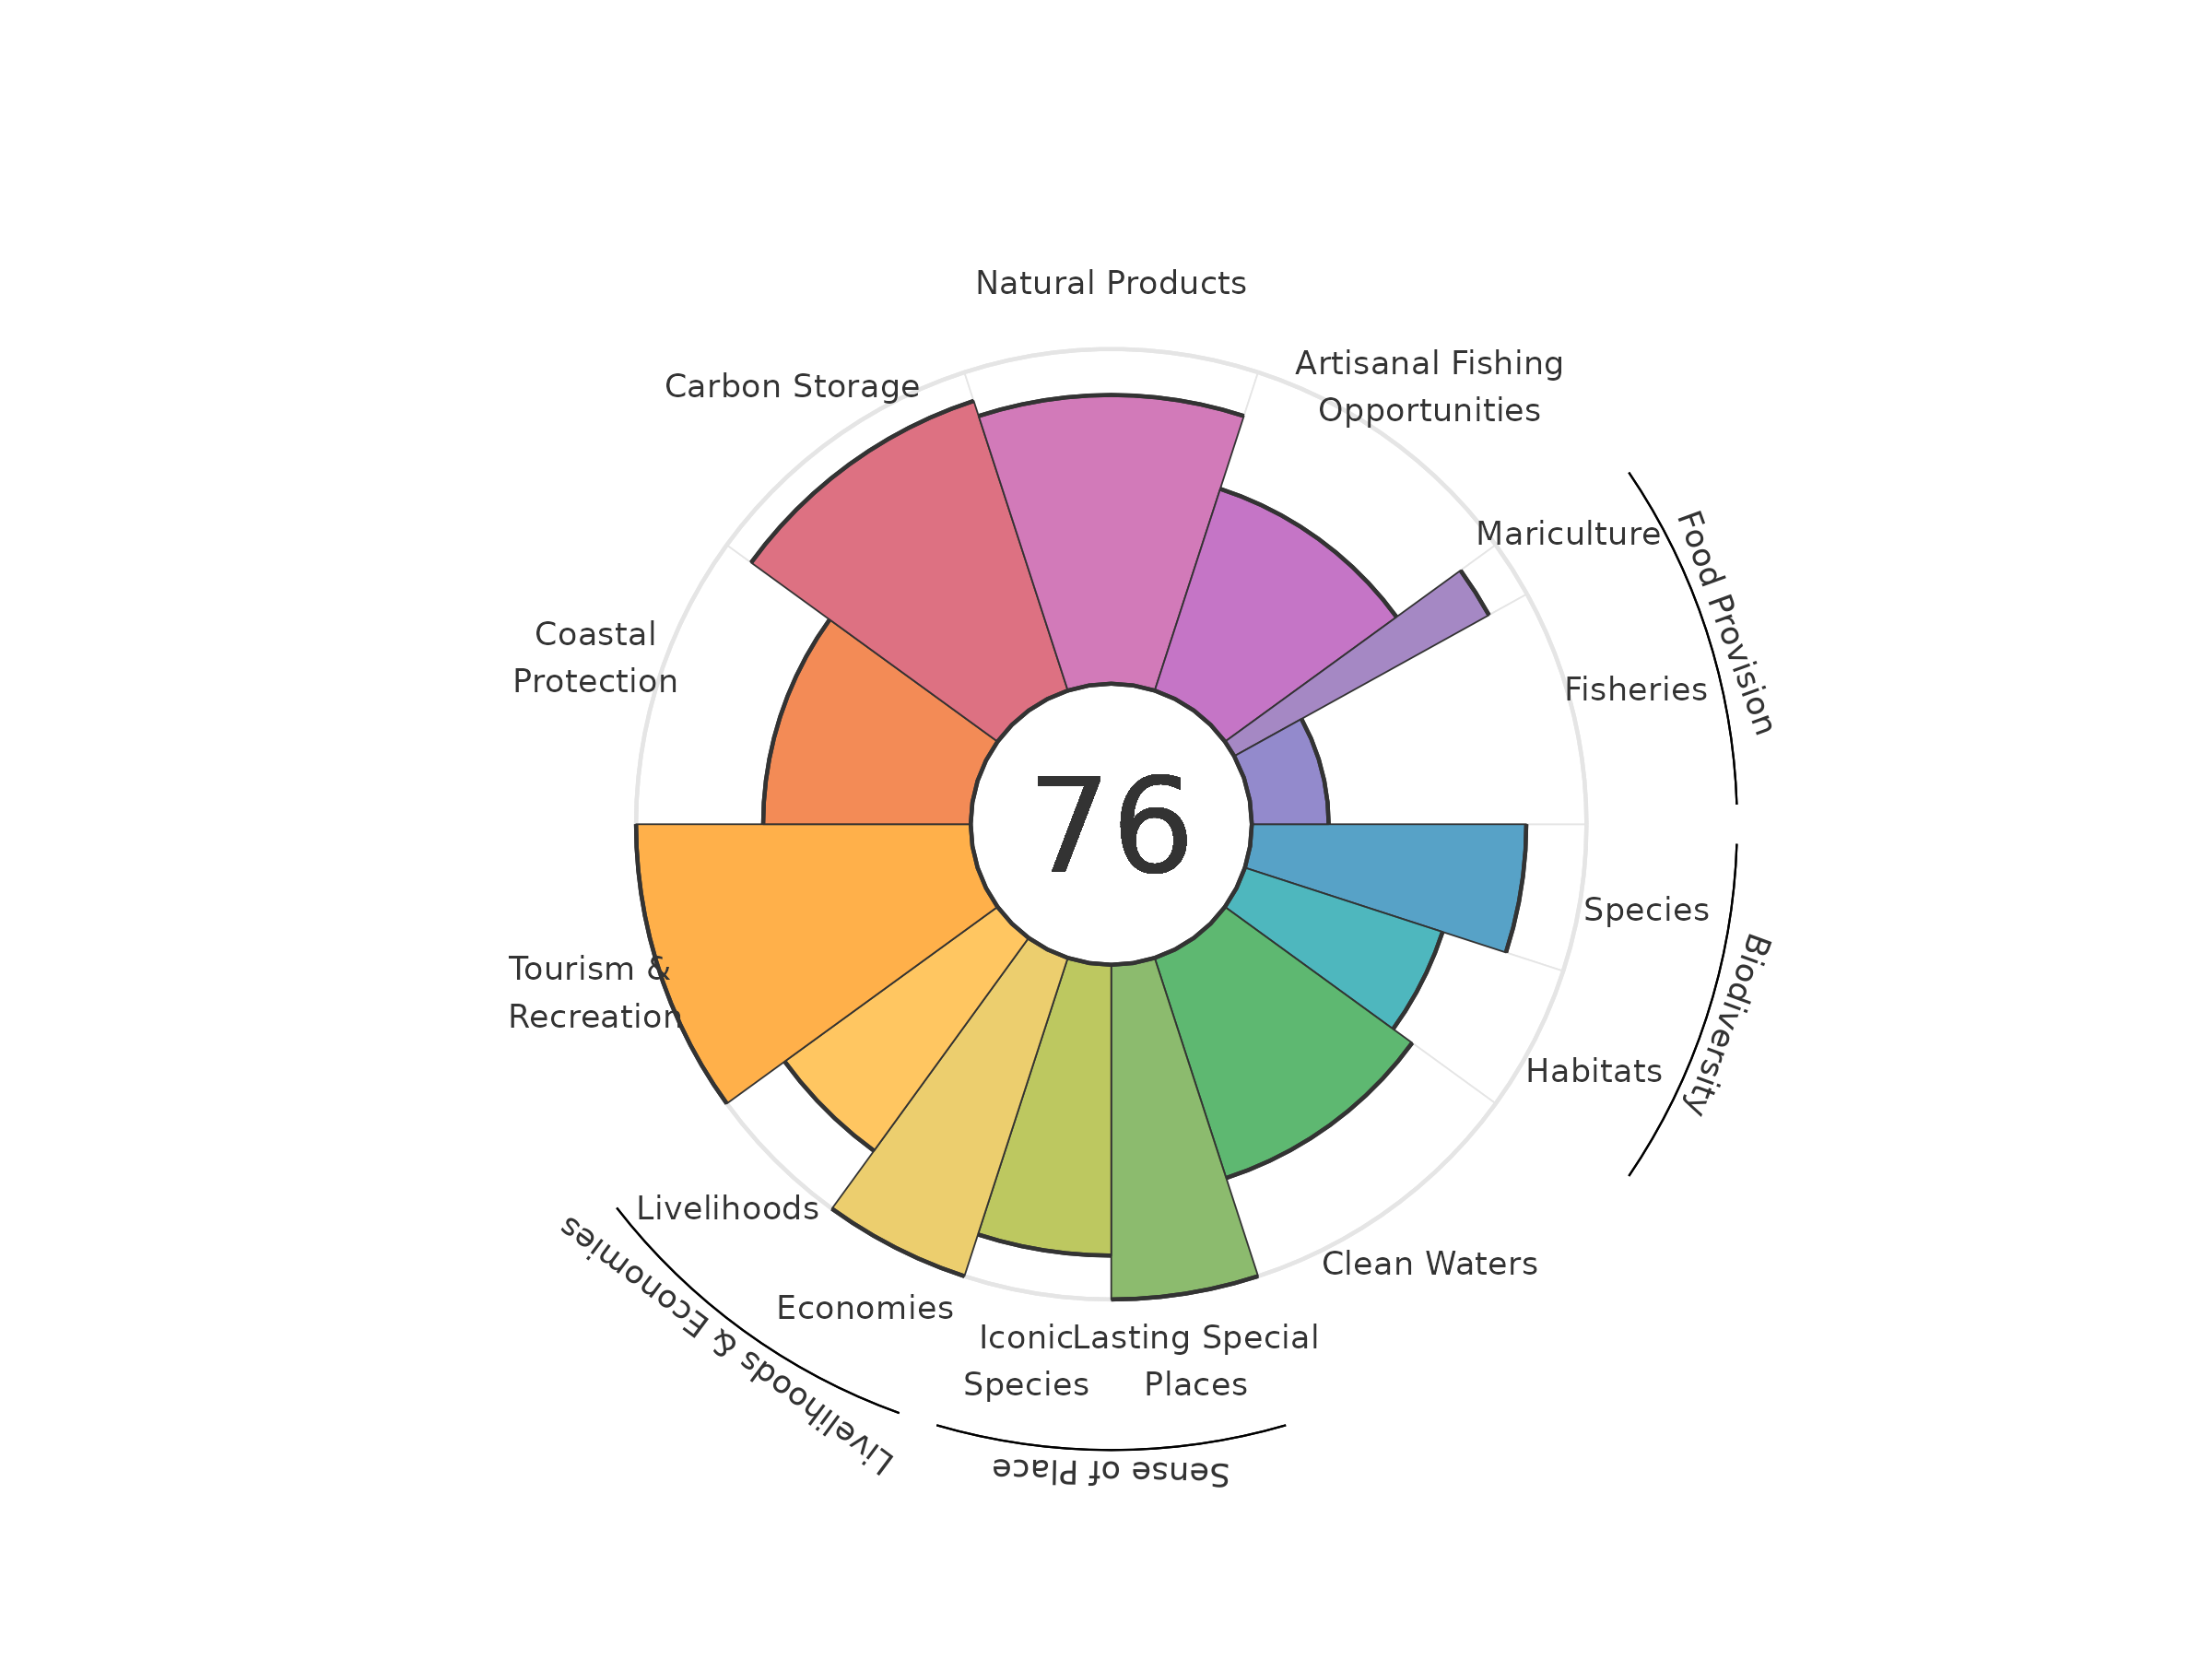 Natural Products
Artisanal Fishing
Opportunities
Carbon Storage
Mariculture
Food Provision
Coastal
Protection
Fisheries
76
Species
Biodiversity
Tourism &
Recreation
Habitats
Livelihoods
Clean Waters
Economies
Livelihoods & Economies
Iconic
Species
Lasting Special
Places
Sense of Place